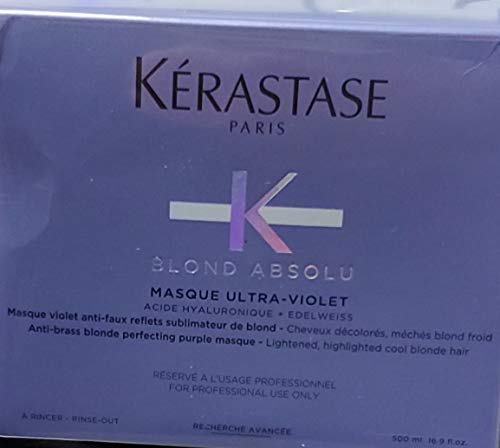 KÉRASTASE
PARIS
K
BLOND ABSOLU
MASQUE ULTRA-VIOLET
ACIDE HYALURONIQUE + EDELWEISS
Masque violet anti-faux reflets sublimateur de blond - Cheveux décolorés, méchés blond froid
Anti-brass blonde perfecting purple masque - Lightened, highlighted cool blonde hair
RÉSERVÉ À L'USAGE PROFESSIONNEL
FOR PROFESSIONAL USE ONLY
À RINCER - RINSE-OUT
RECHERCHE AVANCÉE
500 ml 16.9 fl.oz.